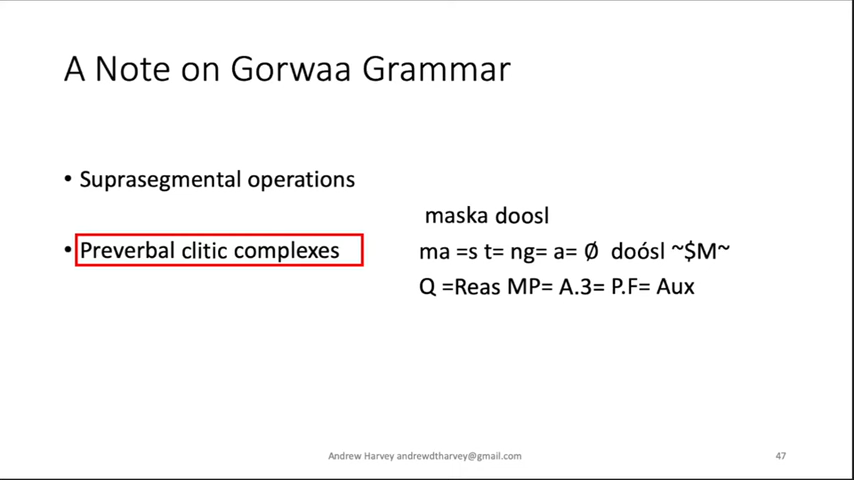 A Note on Gorwaa Grammar
• Suprasegmental operations
• Preverbal clitic complexes
maska doosl
ma =s t= ng= a= Ø doósl ~$M~
Q =Reas MP= A.3= P.F= Aux
Andrew Harvey andrewdtharvey@gmail.com
47